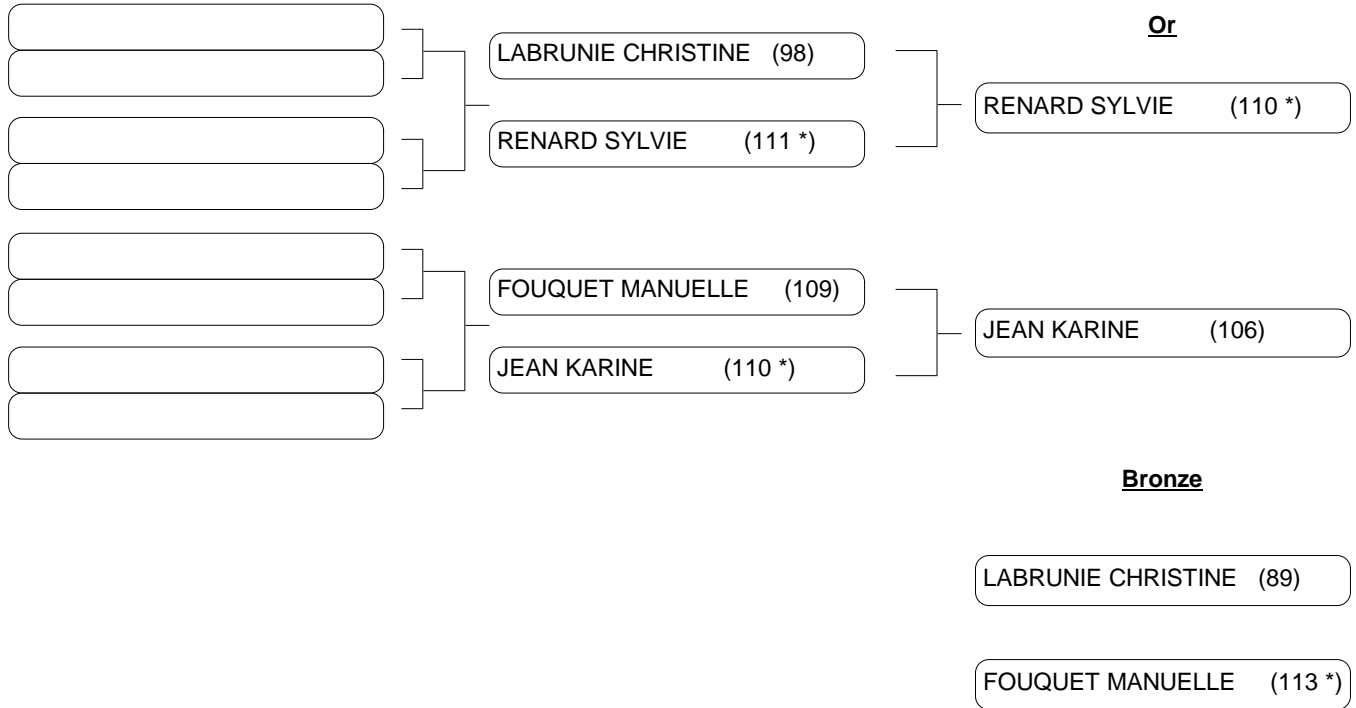 Or
LABRUNIE CHRISTINE (98)
RENARD SYLVIE (111 *)
RENARD SYLVIE (110 *)
FOUQUET MANUELLE (109)
JEAN KARINE (110 *)
JEAN KARINE (106)
Bronze
LABRUNIE CHRISTINE (89)
FOUQUET MANUELLE (113 *)